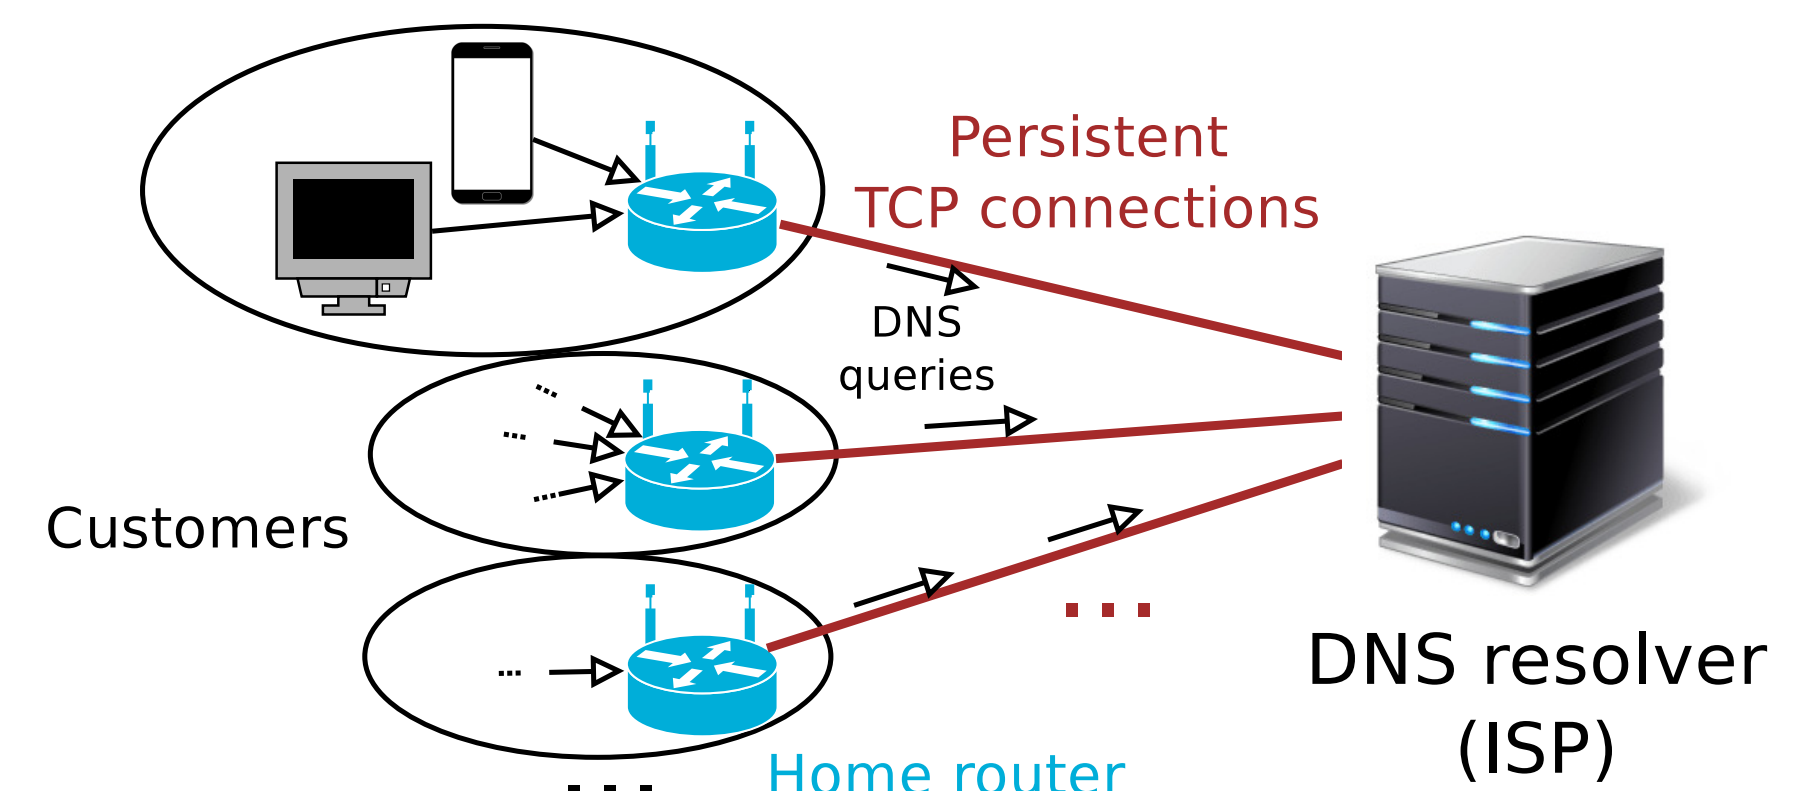 Persistent
TCP connections
DNS
queries
Customers
DNS resolver
(ISP)
Home router